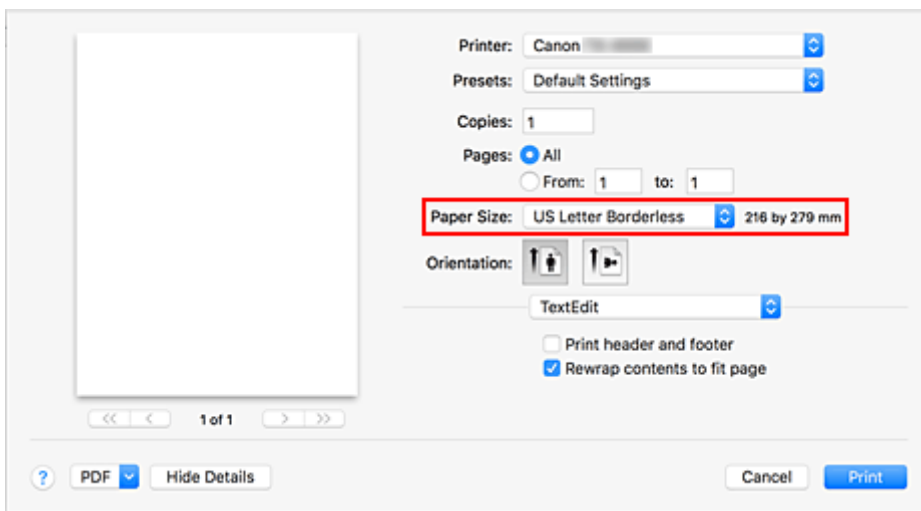 Printer: Canon
Presets: Default Settings
Copies: 1
Pages: All
From: 1 to: 1
Paper Size: US Letter Borderless 216 by 279 mm
Orientation:
TextEdit
Print header and footer
Rewrap contents to fit page
<< < 1 of 1 > >>
? PDF Hide Details Cancel Print